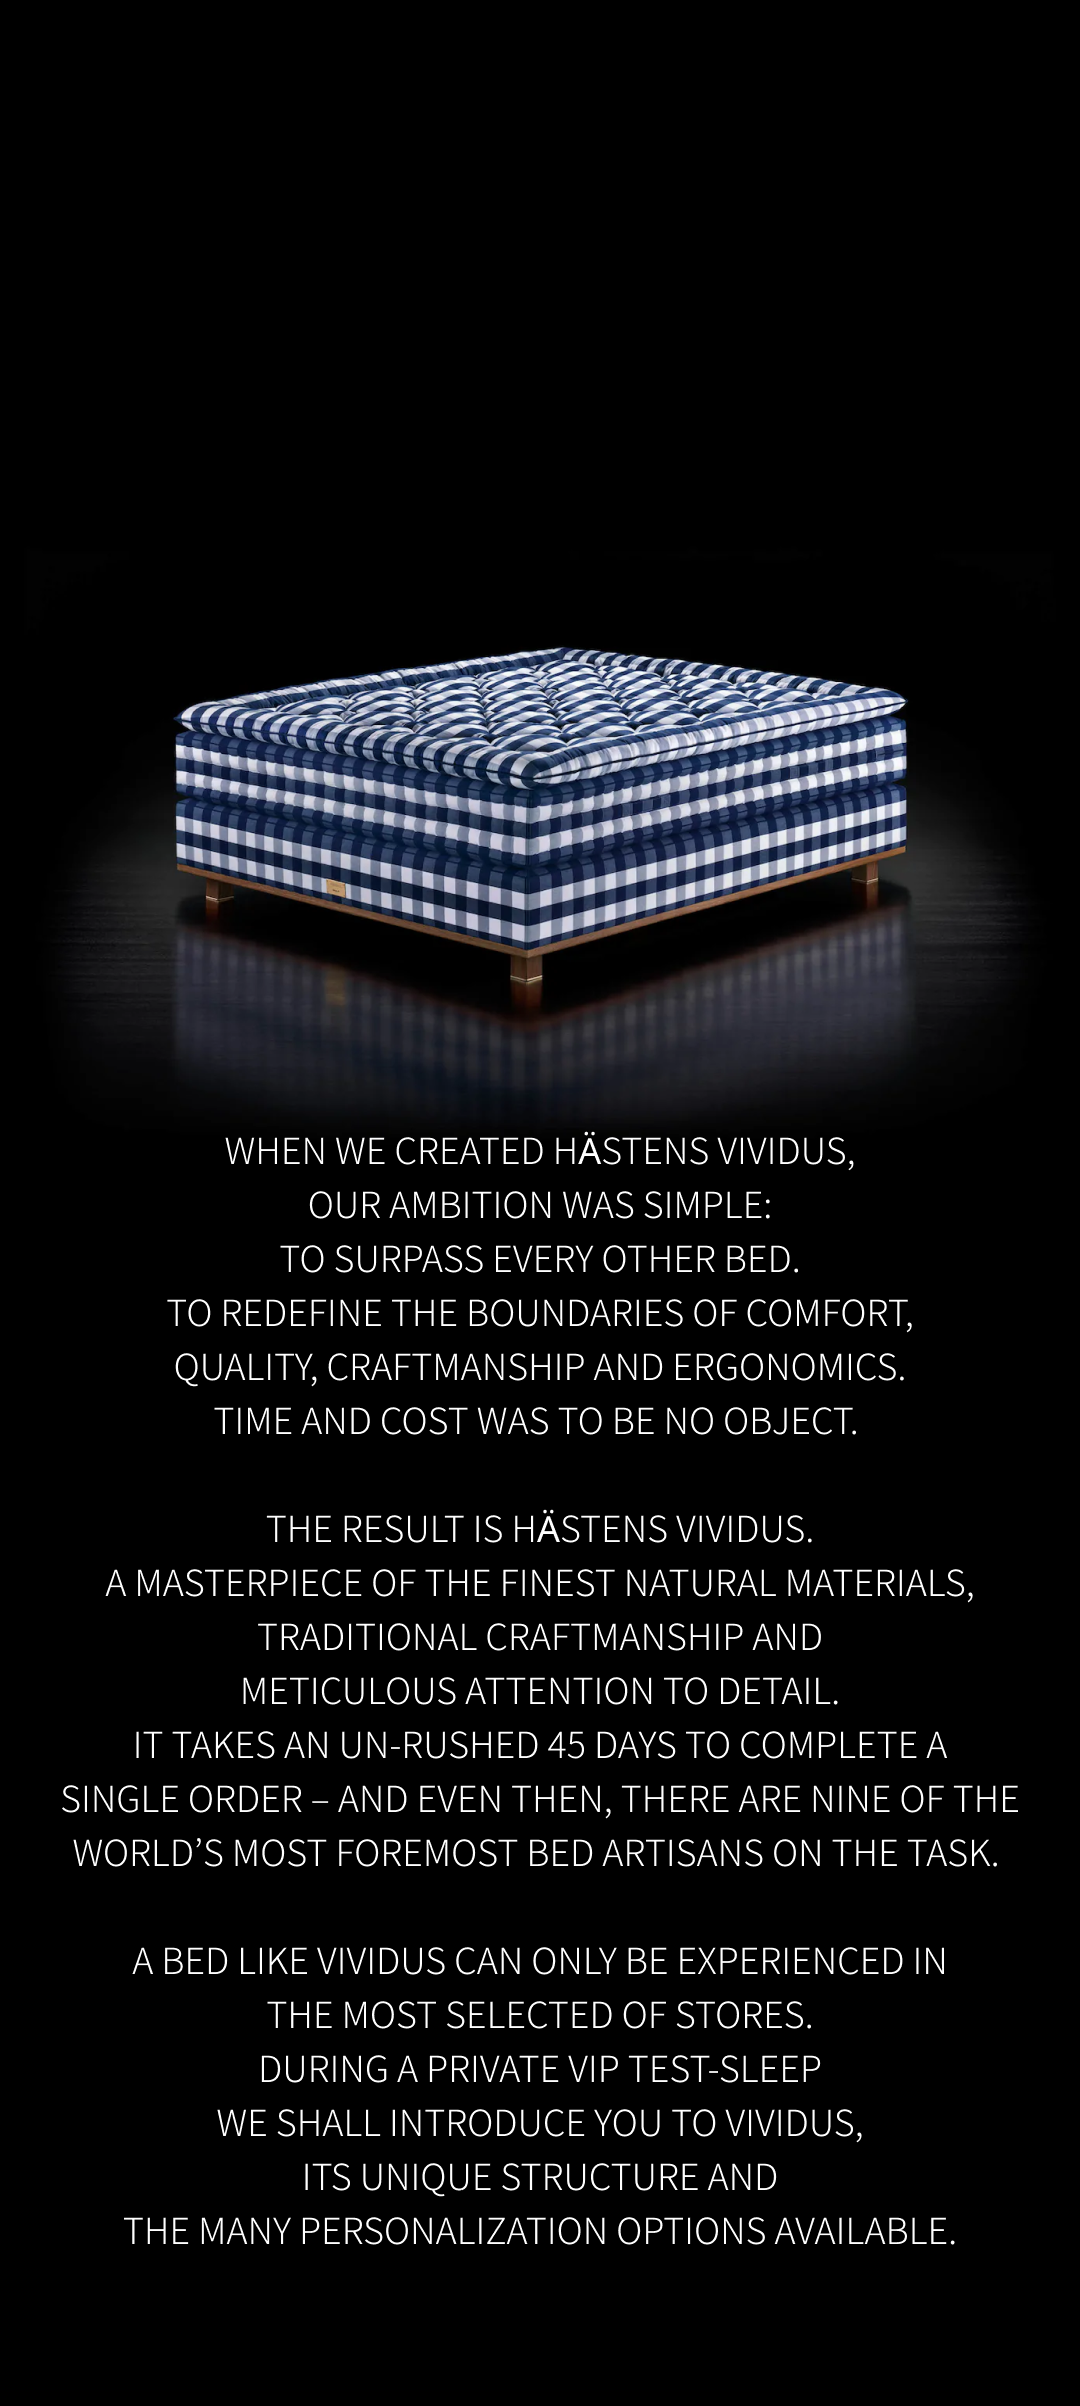 WHEN WE CREATED HÄSTENS VIVIDUS,
OUR AMBITION WAS SIMPLE:
TO SURPASS EVERY OTHER BED.
TO REDEFINE THE BOUNDARIES OF COMFORT,
QUALITY, CRAFTMANSHIP AND ERGONOMICS.
TIME AND COST WAS TO BE NO OBJECT.
THE RESULT IS HÄSTENS VIVIDUS.
A MASTERPIECE OF THE FINEST NATURAL MATERIALS,
TRADITIONAL CRAFTMANSHIP AND
METICULOUS ATTENTION TO DETAIL.
IT TAKES AN UN-RUSHED 45 DAYS TO COMPLETE A
SINGLE ORDER – AND EVEN THEN, THERE ARE NINE OF THE
WORLD’S MOST FOREMOST BED ARTISANS ON THE TASK.
A BED LIKE VIVIDUS CAN ONLY BE EXPERIENCED IN
THE MOST SELECTED OF STORES.
DURING A PRIVATE VIP TEST-SLEEP
WE SHALL INTRODUCE YOU TO VIVIDUS,
ITS UNIQUE STRUCTURE AND
THE MANY PERSONALIZATION OPTIONS AVAILABLE.